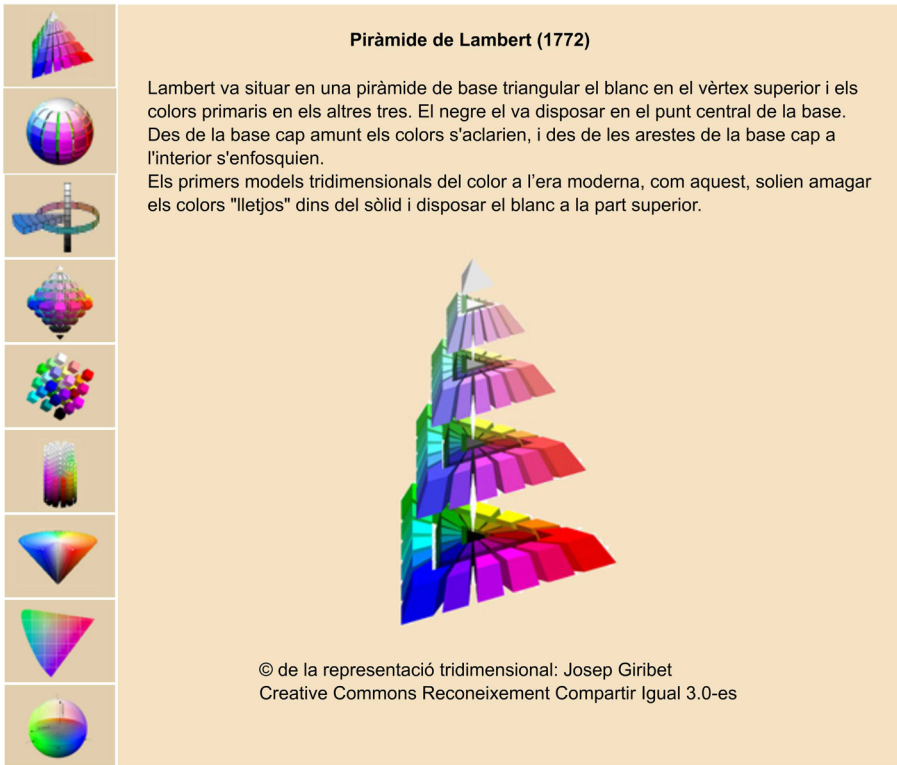 Piràmide de Lambert (1772)
Lambert va situar en una piràmide de base triangular el blanc en el vèrtex superior i els
colors primaris en els altres tres. El negre el va disposar en el punt central de la base.
Des de la base cap amunt els colors s'aclarien, i des de les arestes de la base cap a
l'interior s'enfosquien.
Els primers models tridimensionals del color a l’era moderna, com aquest, solien amagar
els colors "lletjos" dins del sòlid i disposar el blanc a la part superior.
© de la representació tridimensional: Josep Giribet
Creative Commons Reconeixement Compartir Igual 3.0-es